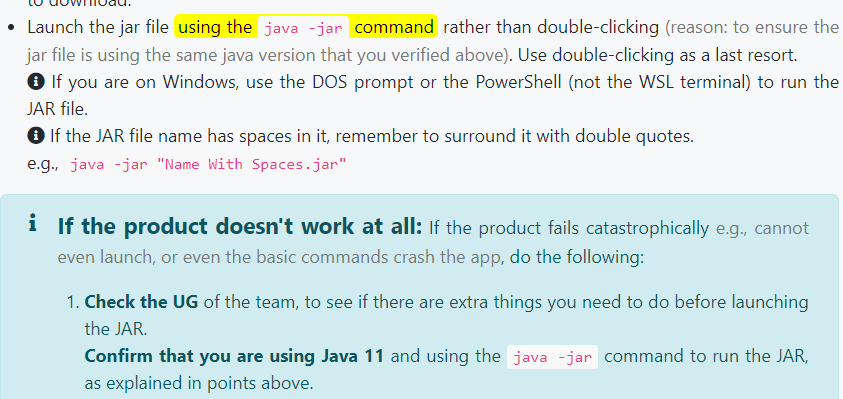 to download.
Launch the jar file using the java -jar command rather than double-clicking (reason: to ensure the
jar file is using the same java version that you verified above). Use double-clicking as a last resort.
If you are on Windows, use the DOS prompt or the PowerShell (not the WSL terminal) to run the
JAR file.
If the JAR file name has spaces in it, remember to surround it with double quotes.
e.g., java -jar "Name With Spaces.jar"
If the product doesn't work at all: If the product fails catastrophically e.g., cannot
even launch, or even the basic commands crash the app, do the following:
1. Check the UG of the team, to see if there are extra things you need to do before launching
the JAR.
Confirm that you are using Java 11 and using the java -jar command to run the JAR,
as explained in points above.